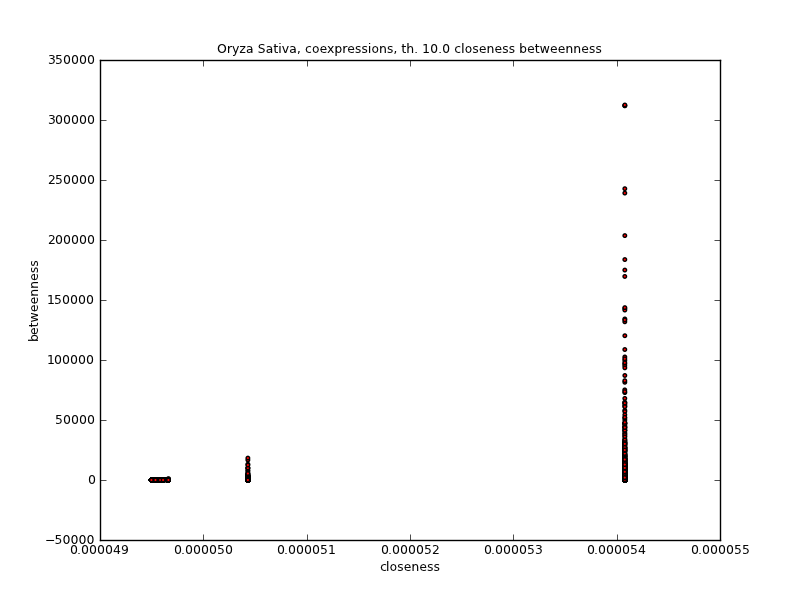 Oryza Sativa, coexpressions, th. 10.0 closeness betweenness
350000
300000
250000
200000
150000
100000
50000
0
−50000
betweenness
0.000049 0.000050 0.000051 0.000052 0.000053 0.000054 0.000055
closeness